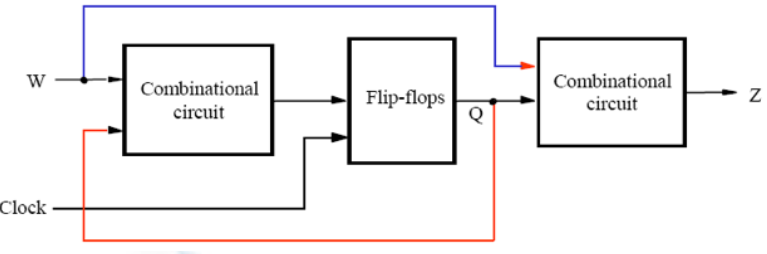 W
Combinational
circuit
Flip-flops
Q
Combinational
circuit
Z
Clock